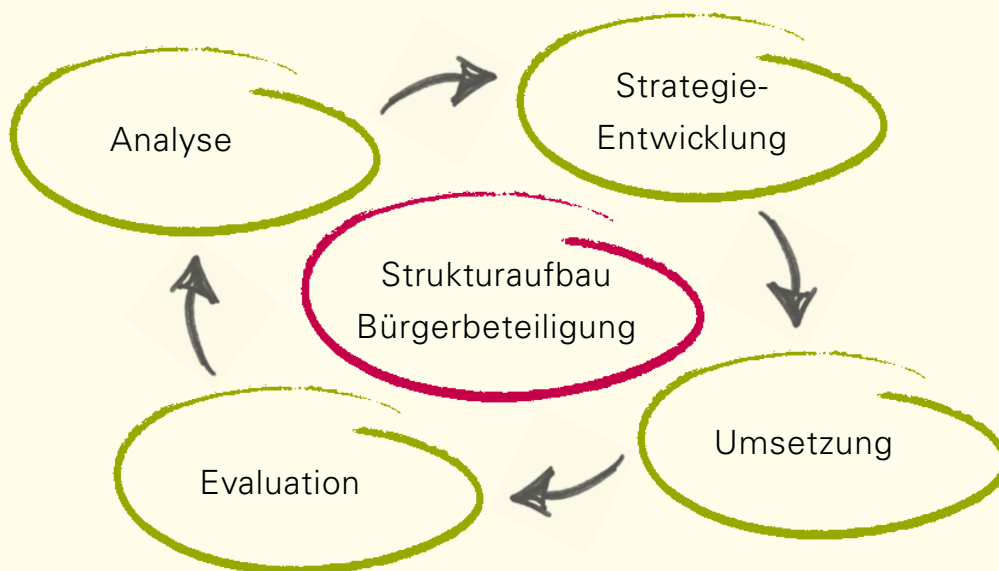 Analyse
Strategie-
Entwicklung
Strukturaufbau
Bürgerbeteiligung
Umsetzung
Evaluation